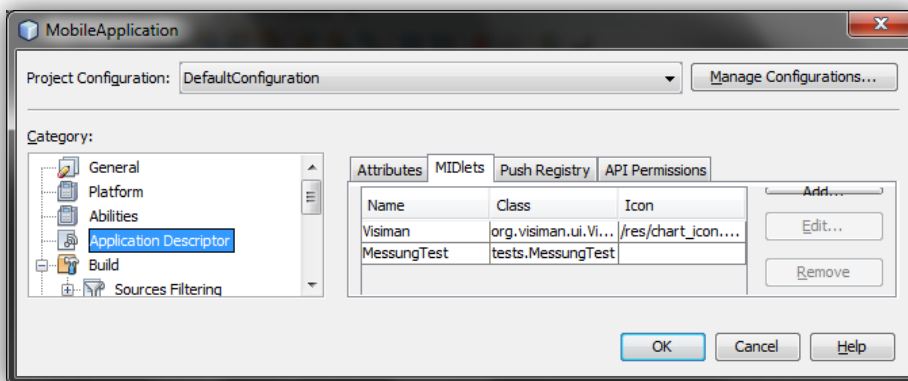 MobileApplication
Project Configuration: DefaultConfiguration Manage Configurations...
Category:
General
Platform
Abilities
Application Descriptor
Build
Sources Filtering
Attributes MIDlets Push Registry API Permissions
Name Class Icon
Visiman org.visiman.ui.Vi... /res/chart_icon....
MessungTest tests.MessungTest
Add...
Edit...
Remove
OK Cancel Help